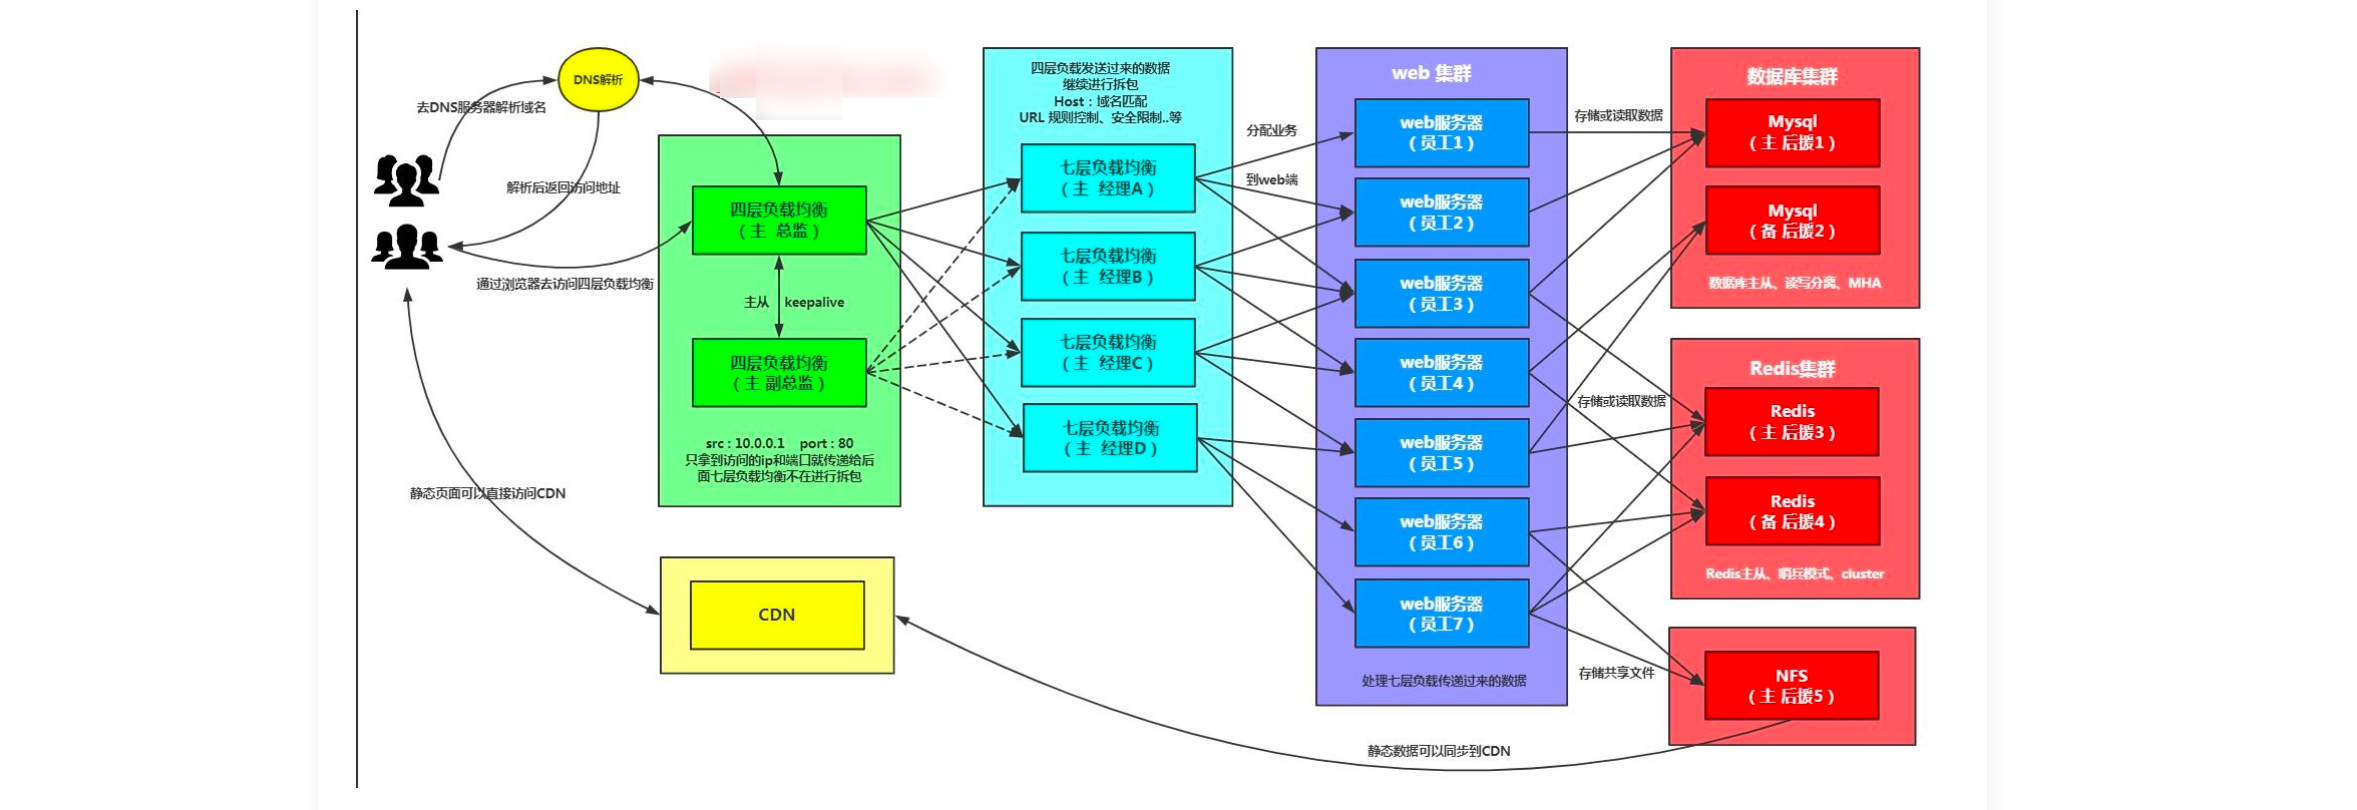 DNS解析
去DNS服务器解析域名
解析后返回访问地址
通过浏览器去访问四层负载均衡
静态页面可以直接访问CDN
四层负载均衡
（主 总监）
主从 keepalive
四层负载均衡
（主 副总监）
src : 10.0.0.1 port : 80
只拿到访问的ip和端口就传递给后
面七层负载均衡不在进行拆包
CDN
四层负载发送过来的数据
继续进行拆包
Host : 域名匹配
URL 规则控制、安全限制..等
七层负载均衡
（主 经理A）
七层负载均衡
（主 经理B）
七层负载均衡
（主 经理C）
七层负载均衡
（主 经理D）
分配业务
到web端
web 集群
web服务器
（员工1）
web服务器
（员工2）
web服务器
（员工3）
web服务器
（员工4）
web服务器
（员工5）
web服务器
（员工6）
web服务器
（员工7）
处理七层负载传递过来的数据
存储或读取数据
存储或读取数据
存储共享文件
静态数据可以同步到CDN
数据库集群
Mysql
（主 后援1）
Mysql
（备 后援2）
数据库主从、读写分离、MHA
Redis集群
Redis
（主 后援3）
Redis
（备 后援4）
Redis主从、哨兵模式、cluster
NFS
（主 后援5）